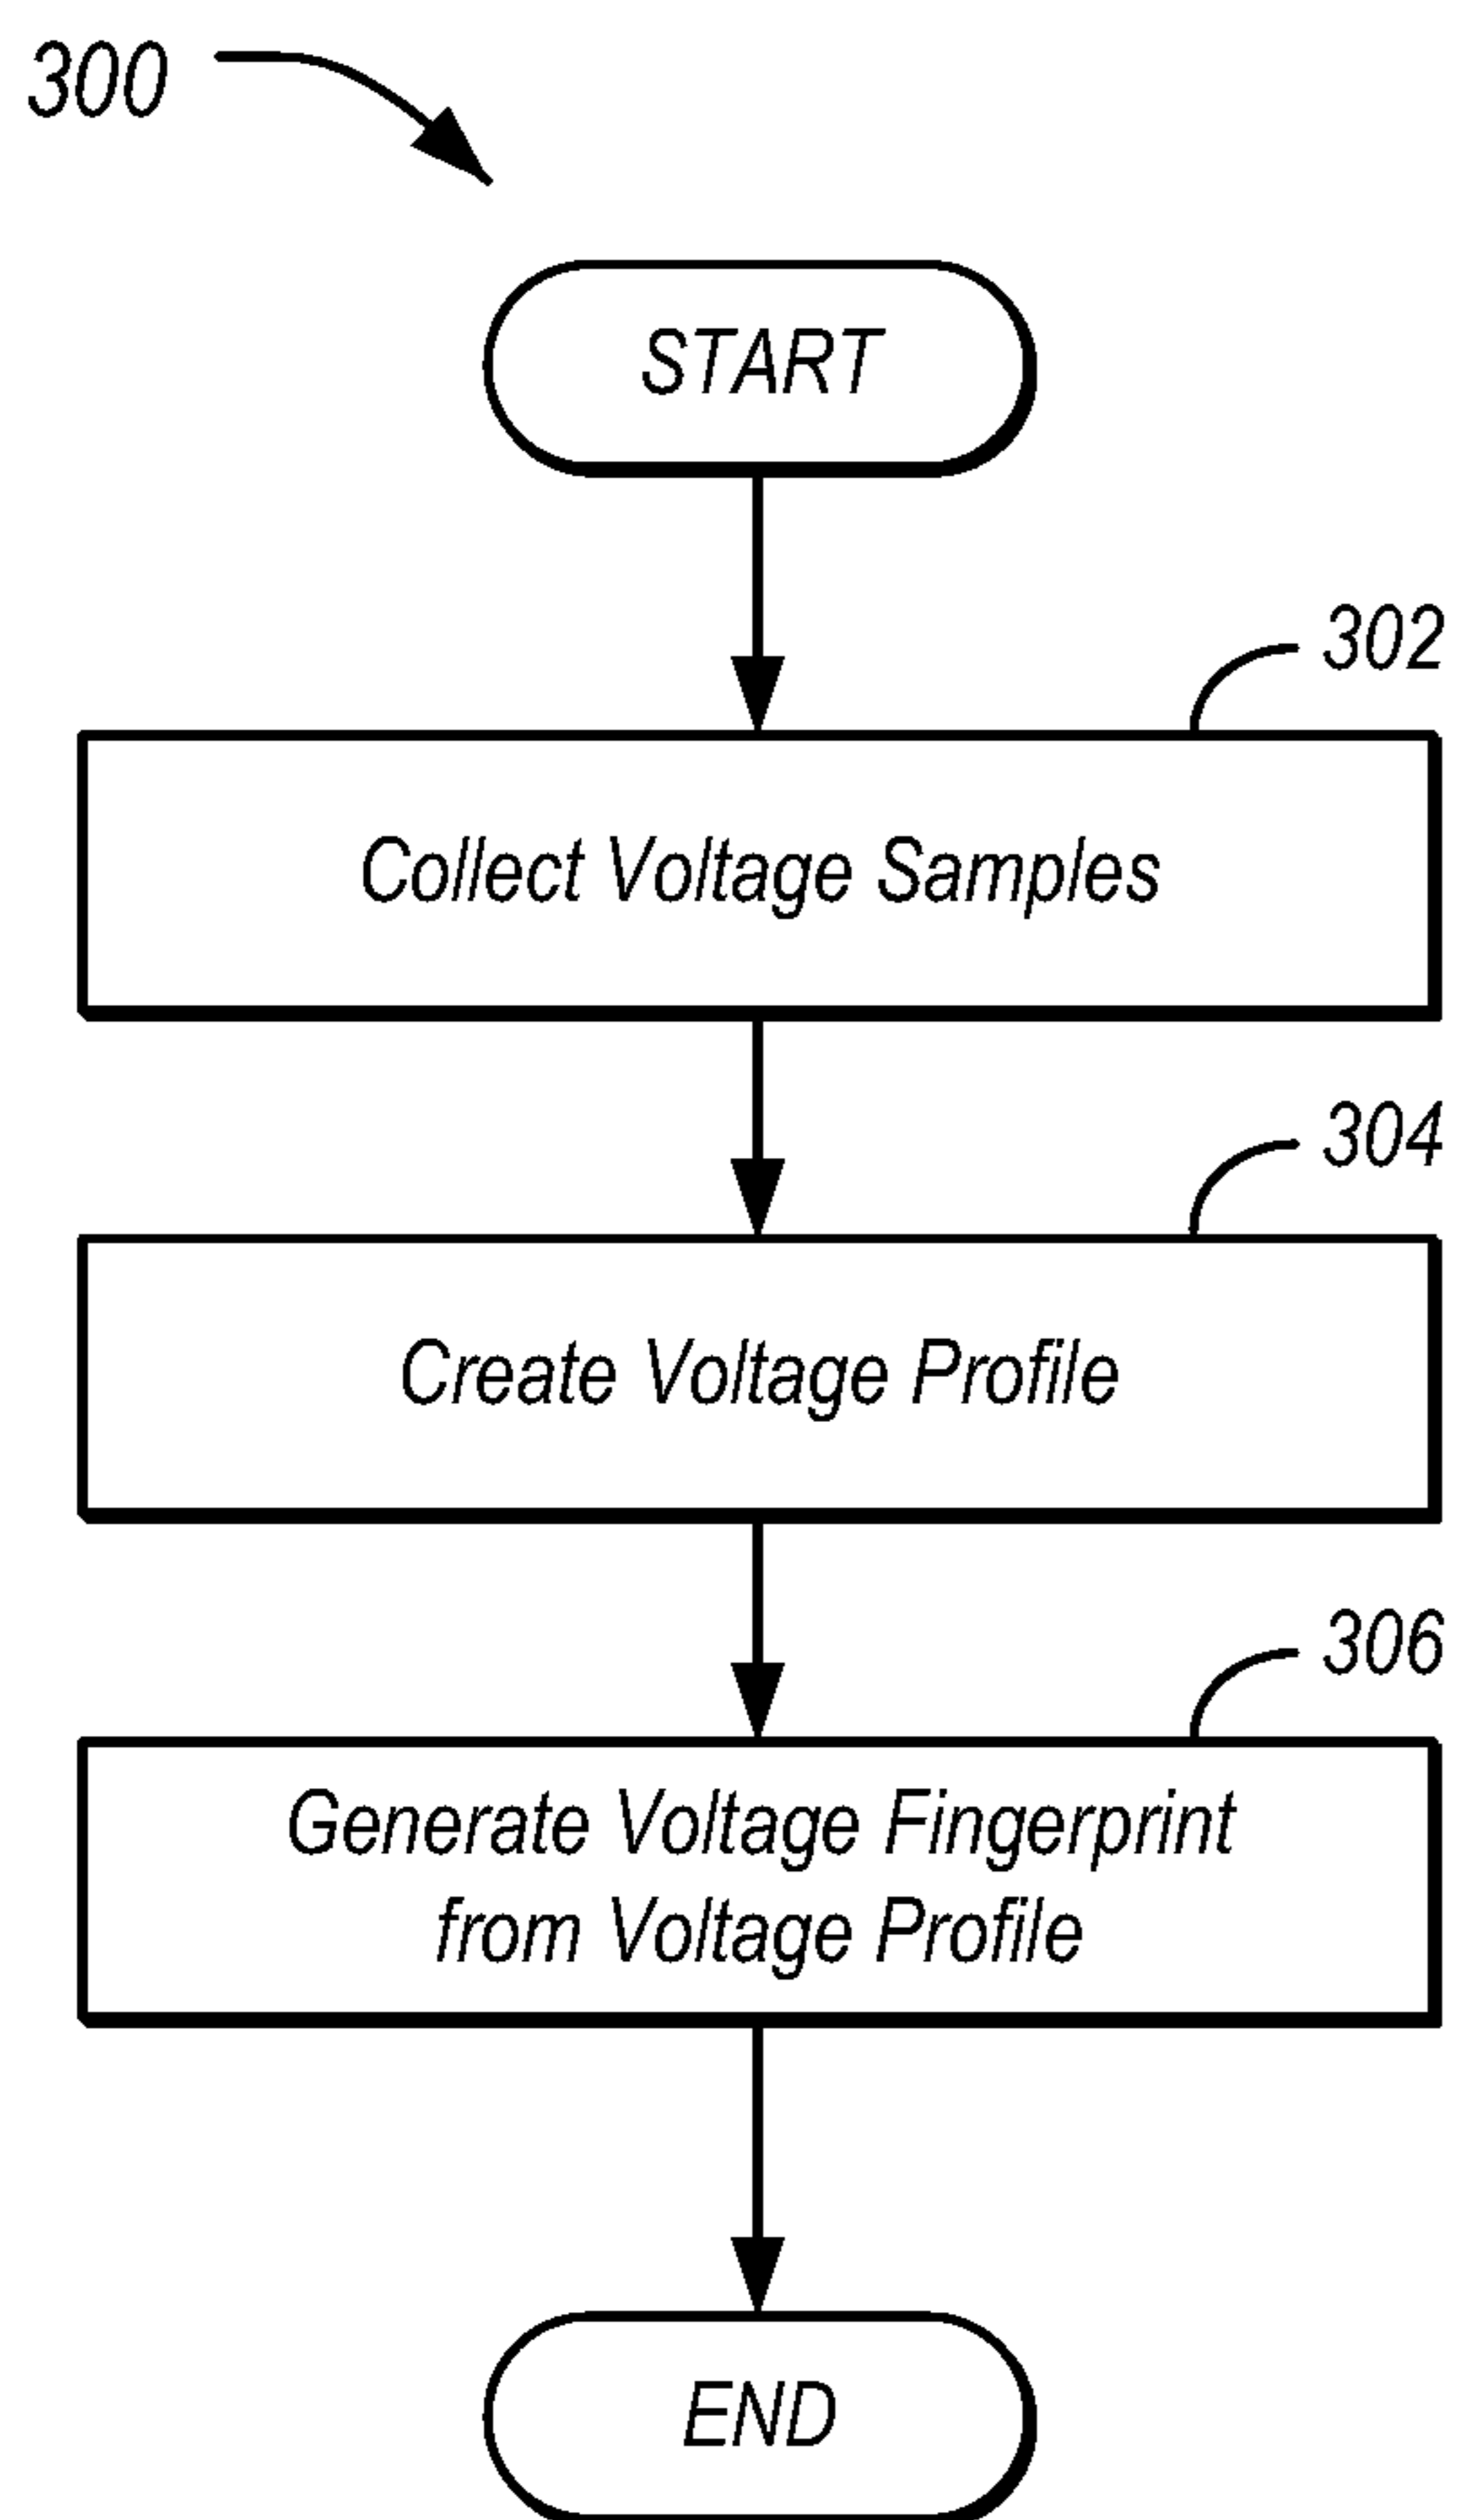 300
START
302
Collect Voltage Samples
304
Create Voltage Profile
306
Generate Voltage Fingerprint
from Voltage Profile
END